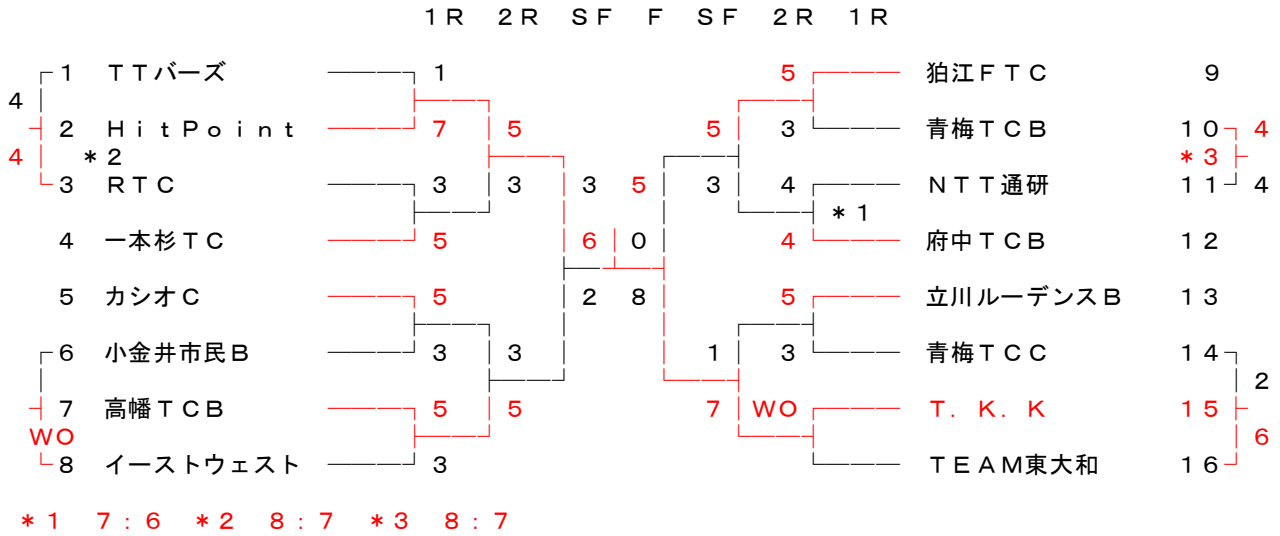 １Ｒ ２Ｒ ＳＦ Ｆ ＳＦ ２Ｒ １Ｒ
１ ＴＴバーズ 1 5 狛江ＦＴＣ ９
4
２ ＨｉｔＰｏｉｎｔ 7 5 5 3 青梅ＴＣＢ １０ 4
4 *２ *３
３ ＲＴＣ 3 3 3 5 3 4 ＮＴＴ通研 １１ 4
*１
４ 一本杉ＴＣ 5 6 0 4 府中ＴＣＢ １２
５ カシオＣ 5 2 8 5 立川ルーデンスＢ １３
６ 小金井市民Ｂ 3 3 1 3 青梅ＴＣＣ １４
2
７ 高幡ＴＣＢ 5 5 7 WO Ｔ．Ｋ．Ｋ １５
WO 6
８ イーストウェスト 3 ＴＥＡＭ東大和 １６
*１ ７：６ *２ ８：７ *３ ８：７